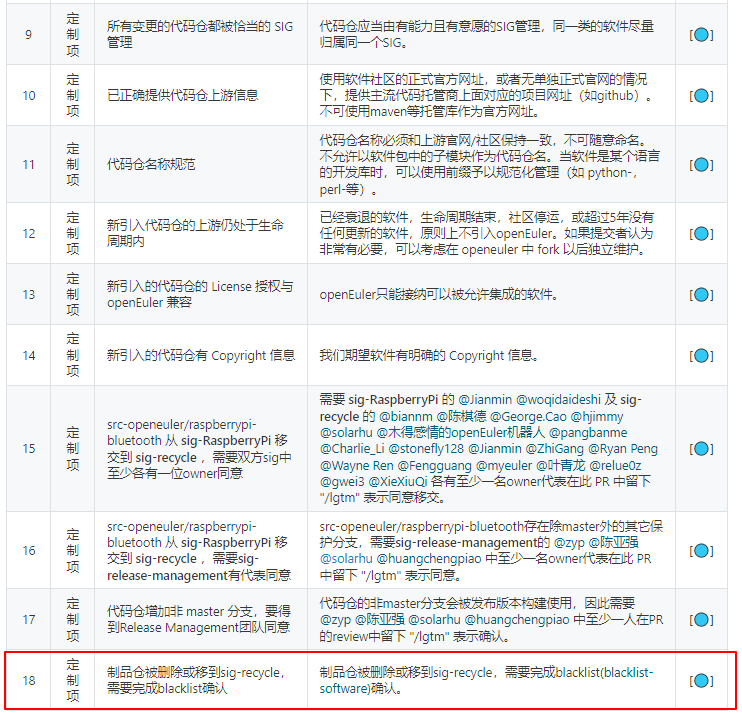 9
定
制
项
所有变更的代码仓都被恰当的 SIG
管理
代码仓应当由有能力且有意愿的SIG管理，同一类的软件尽量
归属同一个SIG。
[🔵]
10
定
制
项
已正确提供代码仓上游信息
使用软件社区的正式官方网址，或者无单独正式官网的情况
下，提供主流代码托管商上面对应的项目网址（如github）。
不可使用maven等托管库作为官方网址。
[🔵]
11
定
制
项
代码仓名称规范
代码仓名称必须和上游官网/社区保持一致，不可随意命名。
不允许以软件包中的子模块作为代码仓名。当软件是某个语言
的开发库时，可以使用前缀予以规范化管理（如 python-，
perl-等）。
[🔵]
12
定
制
项
新引入代码仓的上游仍处于生命
周期内
已经衰退的软件，生命周期结束，社区停运，或超过5年没有
任何更新的软件，原则上不引入openEuler。如果提交者认为
非常有必要，可以考虑在 openeuler 中 fork 以后独立维护。
[🔵]
13
定
制
项
新引入的代码仓的 License 授权与
openEuler 兼容
openEuler只能接纳可以被允许集成的软件。
[🔵]
14
定
制
项
新引入的代码仓有 Copyright 信息
我们期望软件有明确的 Copyright 信息。
[🔵]
15
定
制
项
src-openeuler/raspberrypi-
bluetooth 从 sig-RaspberryPi 移
交到 sig-recycle ，需要双方sig中
至少各有一位owner同意
需要 sig-RaspberryPi 的 @Jianmin @woqidaideshi 及 sig-
recycle 的 @biannm @陈棋德 @George.Cao @hjimmy
@solarhu @木得感情的openEuler机器人 @pangbanme
@Charlie_Li @stonefly128 @Jianmin @ZhiGang @Ryan Peng
@Wayne Ren @Fengguang @myeuler @叶青龙 @relue0z
@gwei3 @XieXiuQi 各有至少一名owner代表在此 PR 中留下
"/lgtm" 表示同意移交。
[🔵]
16
定
制
项
src-openeuler/raspberrypi-
bluetooth 从 sig-RaspberryPi 移
交到 sig-recycle ，需要sig-
release-management有代表同意
src-openeuler/raspberrypi-bluetooth存在除master外的其它保
护分支，需要sig-release-management的 @zyp @陈亚强
@solarhu @huangchengpiao 中至少一名owner代表在此 PR
中留下 "/lgtm" 表示同意。
[🔵]
17
定
制
项
代码仓增加非 master 分支，要得
到Release Management团队同意
代码仓的非master分支会被发布版本构建使用，因此需要
@zyp @陈亚强 @solarhu @huangchengpiao 中至少一人在PR
的review中留下 "/lgtm" 表示确认。
[🔵]
18
定
制
项
制品仓被删除或移到sig-recycle，
需要完成blacklist确认
制品仓被删除或移到sig-recycle，需要完成blacklist(blacklist-
software)确认。
[🔵]